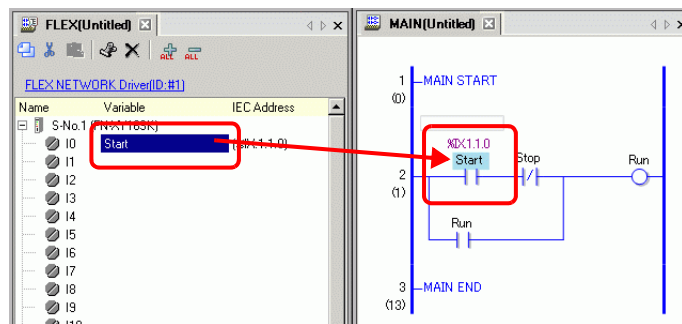 FLEX(Untitled)
FLEX NETWORK Driver(ID:#1)
Name Variable IEC Address
S-No.1 (FN-XY16SK)
I0 Start
I1
I2
I3
I4
I5
I6
I7
I8
I9
MAIN(Untitled)
1 MAIN START
(0)
%IX1.1.0
Start Stop Run
2
(1)
Run
3 MAIN END
(13)